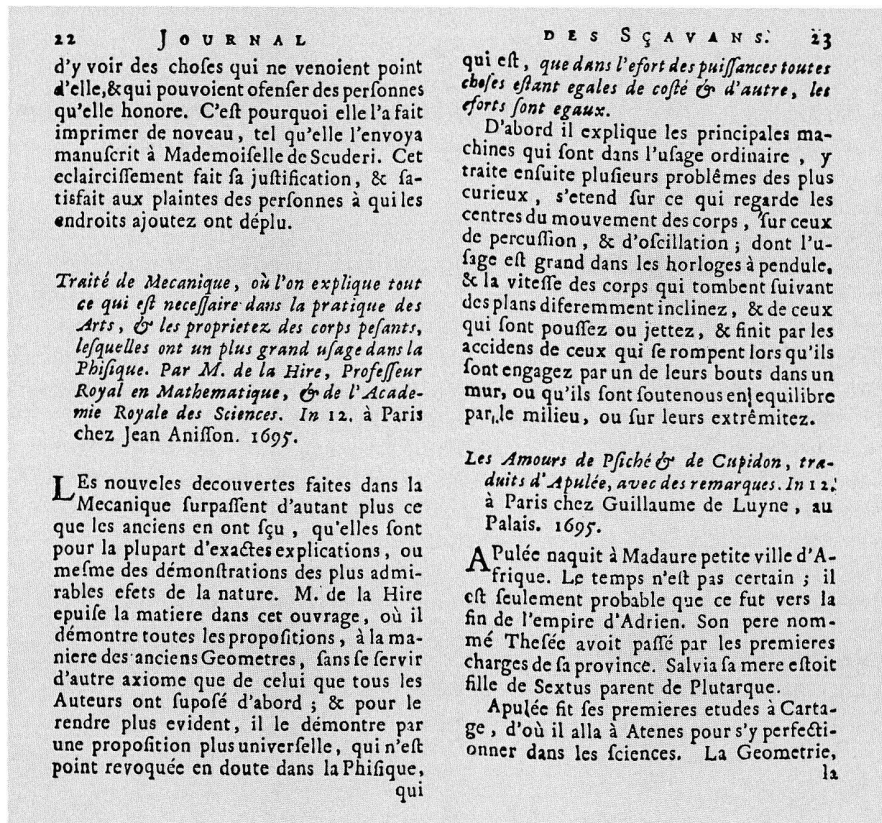 22 JOURNAL
d'y voir des choſes qui ne venoient point
d'elle,& qui pouvoient ofenſer des perſonnes
qu'elle honore. C'eſt pourquoi elle l'a fait
imprimer de noveau, tel qu'elle l'envoya
manuſcrit à Mademoiſelle de Scuderi. Cet
eclairciſſement fait ſa juſtification, & ſa-
tisfait aux plaintes des perſonnes à qui les
endroits ajoutez ont déplu.
Traité de Mecanique, où l'on explique tout
ce qui eſt neceſſaire dans la pratique des
Arts, & les proprietez des corps peſants,
leſquelles ont un plus grand uſage dans la
Phiſique. Par M. de la Hire, Profeſſeur
Royal en Mathematique, & de l'Acade-
mie Royale des Sciences. In 12. à Paris
chez Jean Aniſſon. 1695.
LEs nouveles decouvertes faites dans la
Mecanique ſurpaſſent d'autant plus ce
que les anciens en ont ſçu, qu'elles ſont
pour la plupart d'exactes explications, ou
meſme des démonſtrations des plus admi-
rables efets de la nature. M. de la Hire
epuiſe la matiere dans cet ouvrage, où il
démontre toutes les propoſitions, à la ma-
niere des anciens Geometres, ſans ſe ſervir
d'autre axiome que de celui que tous les
Auteurs ont ſupoſé d'abord; & pour le
rendre plus evident, il le démontre par
une propoſition plus univerſelle, qui n'eſt
point revoquée en doute dans la Phiſique,
qui
DES SÇAVANS. 23
qui eſt, que dans l'efort des puiſſances toutes
choſes eſtant egales de coſté & d'autre, les
eforts ſont egaux.
D'abord il explique les principales ma-
chines qui ſont dans l'uſage ordinaire, y
traite enſuite pluſieurs problêmes des plus
curieux, s'etend ſur ce qui regarde les
centres du mouvement des corps, ſur ceux
de percuſſion, & d'oſcillation; dont l'u-
ſage eſt grand dans les horloges à pendule,
& la viteſſe des corps qui tombent ſuivant
des plans diferemment inclinez, & de ceux
qui ſont pouſſez ou jettez, & finit par les
accidens de ceux qui ſe rompent lors qu'ils
ſont engagez par un de leurs bouts dans un
mur, ou qu'ils ſont ſoutenous en equilibre
par le milieu, ou ſur leurs extrêmitez.
Les Amours de Pſiché & de Cupidon, tra-
duits d'Apulée, avec des remarques. In 12.
à Paris chez Guillaume de Luyne, au
Palais. 1695.
APulée naquit à Madaure petite ville d'A-
frique. Le temps n'eſt pas certain; il
eſt ſeulement probable que ce fut vers la
fin de l'empire d'Adrien. Son pere nom-
mé Theſée avoit paſſé par les premieres
charges de ſa province. Salvia ſa mere eſtoit
fille de Sextus parent de Plutarque.
Apulée fit ſes premieres etudes à Carta-
ge, d'où il alla à Atenes pour s'y perfecti-
onner dans les ſciences. La Geometrie,
la